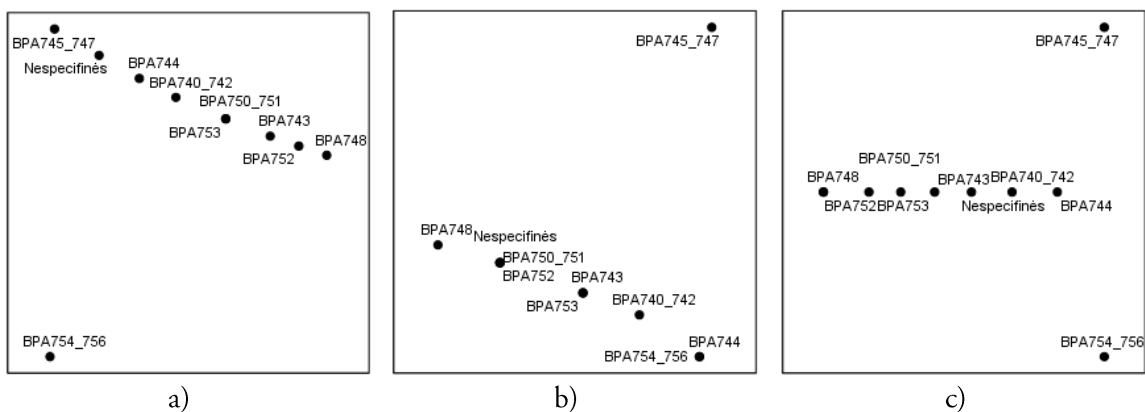 BPA745_747
Nespecifinės
BPA744
BPA740_742
BPA750_751
BPA753
BPA743
BPA752
BPA748
BPA754_756
a)
BPA745_747
BPA748
Nespecifinės
BPA750_751
BPA752
BPA743
BPA753
BPA740_742
BPA754_756
BPA744
b)
BPA745_747
BPA750_751
BPA748
BPA743
BPA740_742
BPA752
BPA753
Nespecifinės
BPA744
BPA754_756
c)